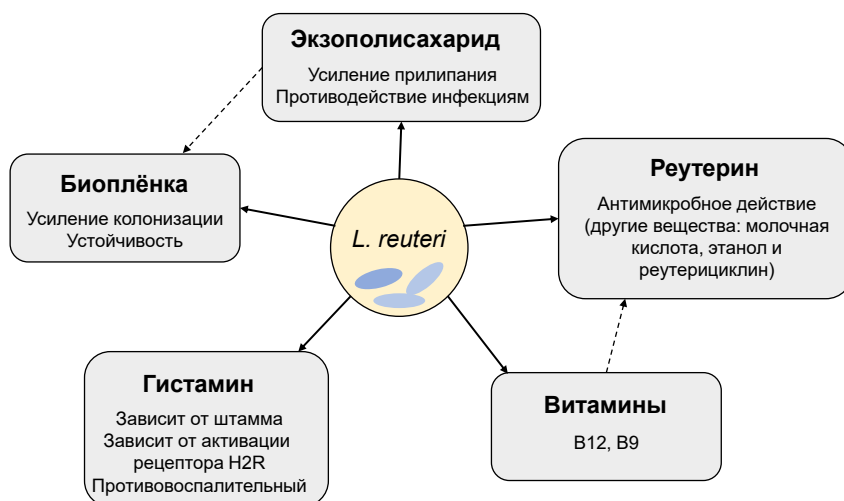 Экзополисахарид
Усиление прилипания
Противодействие инфекциям
Биоплёнка
Усиление колонизации
Устойчивость
L. reuteri
Реутерин
Антимикробное действие
(другие вещества: молочная
кислота, этанол и
реутерициклин)
Гистамин
Зависит от штамма
Зависит от активации
рецептора H2R
Противовоспалительный
Витамины
B12, B9